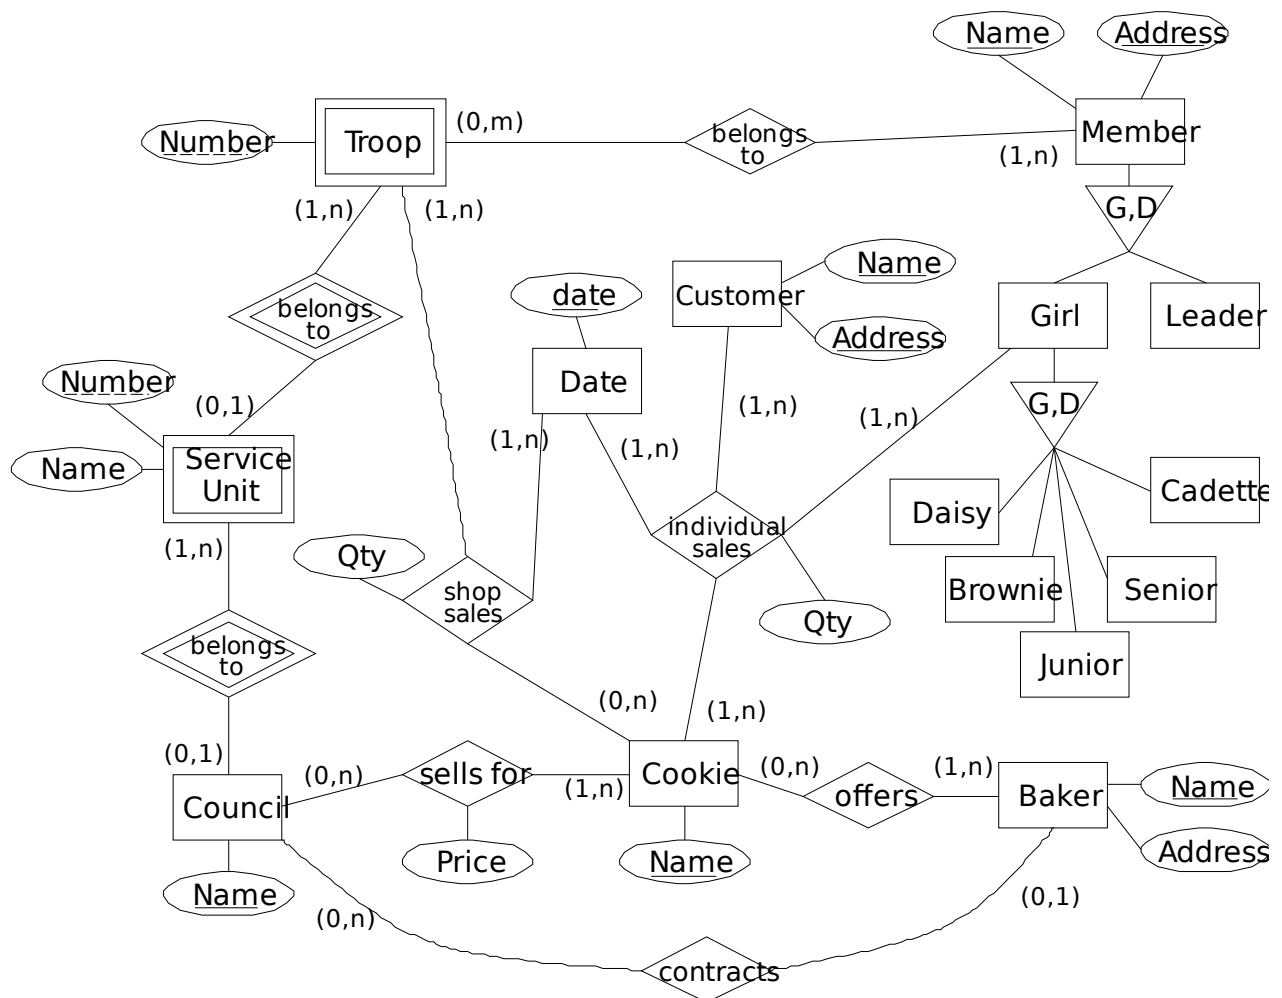 Name
Address
Number
Troop
(0,m)
belongs
to
Member
(1,n)
(1,n)
(1,n)
G,D
Name
date
Customer
belongs
to
Girl
Leader
Address
Number
Date
(0,1)
(1,n)
(1,n)
G,D
(1,n)
(1,n)
Name
Service
Unit
Cadette
Daisy
(1,n)
individual
sales
Qty
shop
sales
Brownie
Senior
Qty
belongs
to
Junior
(0,n)
(1,n)
(0,1)
(0,n)
sells for
(1,n)
Cookie
(0,n)
offers
(1,n)
Baker
Name
Council
Price
Name
Address
Name
(0,n)
(0,1)
contracts